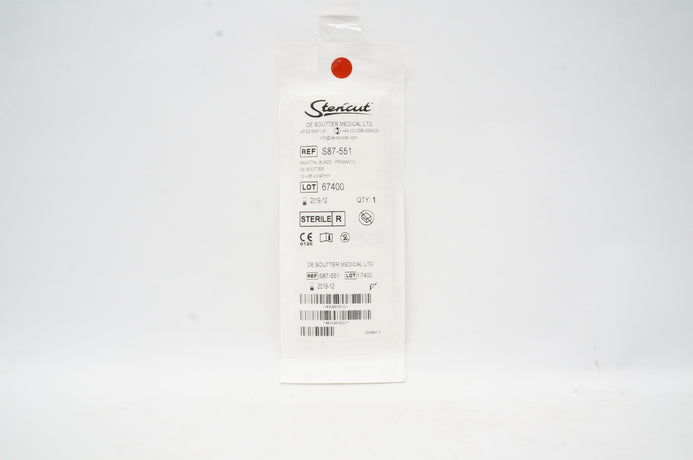 Stericut
DE SOUTTER MEDICAL LTD
REF S87-551
SAGITTAL BLADE / PRISMATIC
DE SOUTTER
LOT 67400
2019-12 QTY: 1
STERILE R
CE
0120
DE SOUTTER MEDICAL LTD
REF S87-551 LOT 67400
2019-12